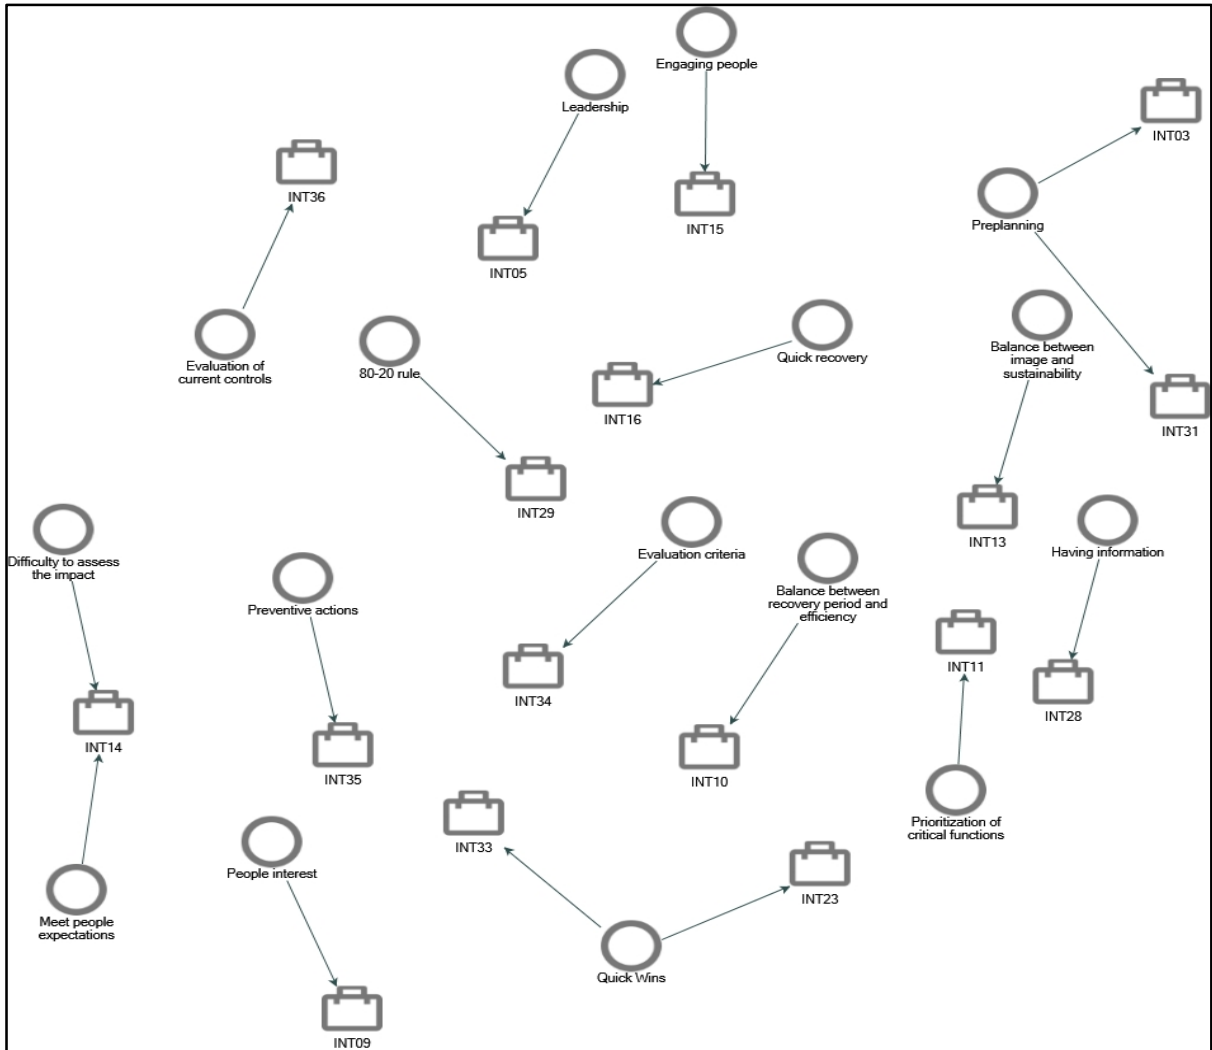 Engaging people
Leadership
INT03
INT36
Preplanning
INT15
INT05
Evaluation of
current controls
80-20 rule
Quick recovery
Balance between
image and
sustainability
INT16
INT31
INT29
INT13
Difficulty to assess
the impact
Evaluation criteria
Having information
Preventive actions
Balance between
recovery period and
efficiency
INT11
INT34
INT28
INT14
INT35
INT10
Prioritization of
critical functions
INT33
People interest
INT23
Meet people
expectations
Quick Wins
INT09